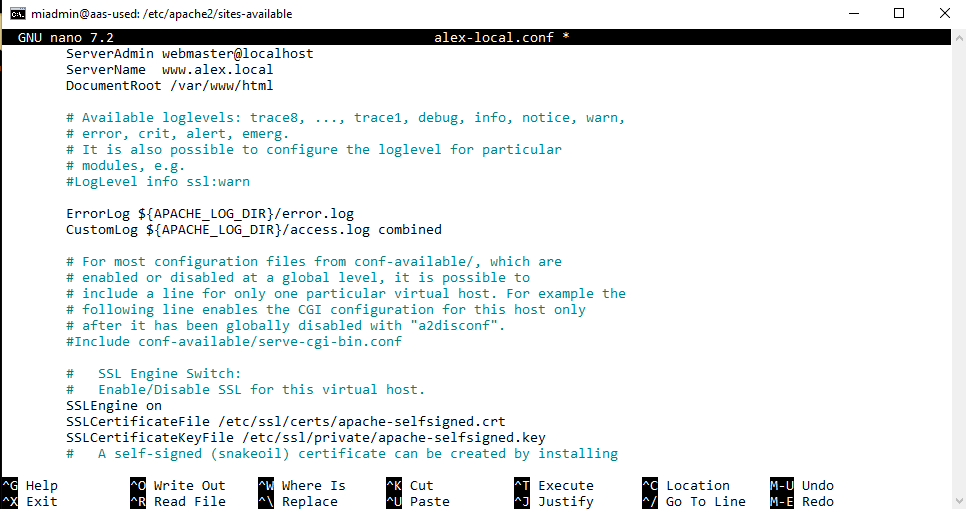 miadmin@aas-used: /etc/apache2/sites-available
GNU nano 7.2 alex-local.conf *
ServerAdmin webmaster@localhost
ServerName  www.alex.local
DocumentRoot /var/www/html
# Available loglevels: trace8, ..., trace1, debug, info, notice, warn,
# error, crit, alert, emerg.
# It is also possible to configure the loglevel for particular
# modules, e.g.
#LogLevel info ssl:warn
ErrorLog ${APACHE_LOG_DIR}/error.log
CustomLog ${APACHE_LOG_DIR}/access.log combined
# For most configuration files from conf-available/, which are
# enabled or disabled at a global level, it is possible to
# include a line for only one particular virtual host. For example the
# following line enables the CGI configuration for this host only
# after it has been globally disabled with "a2disconf".
#Include conf-available/serve-cgi-bin.conf
#   SSL Engine Switch:
#   Enable/Disable SSL for this virtual host.
SSLEngine on
SSLCertificateFile /etc/ssl/certs/apache-selfsigned.crt
SSLCertificateKeyFile /etc/ssl/private/apache-selfsigned.key
#   A self-signed (snakeoil) certificate can be created by installing
^G Help ^O Write Out ^W Where Is ^K Cut ^T Execute ^C Location M-U Undo
^X Exit ^R Read File ^\ Replace ^U Paste ^J Justify ^/ Go To Line M-E Redo